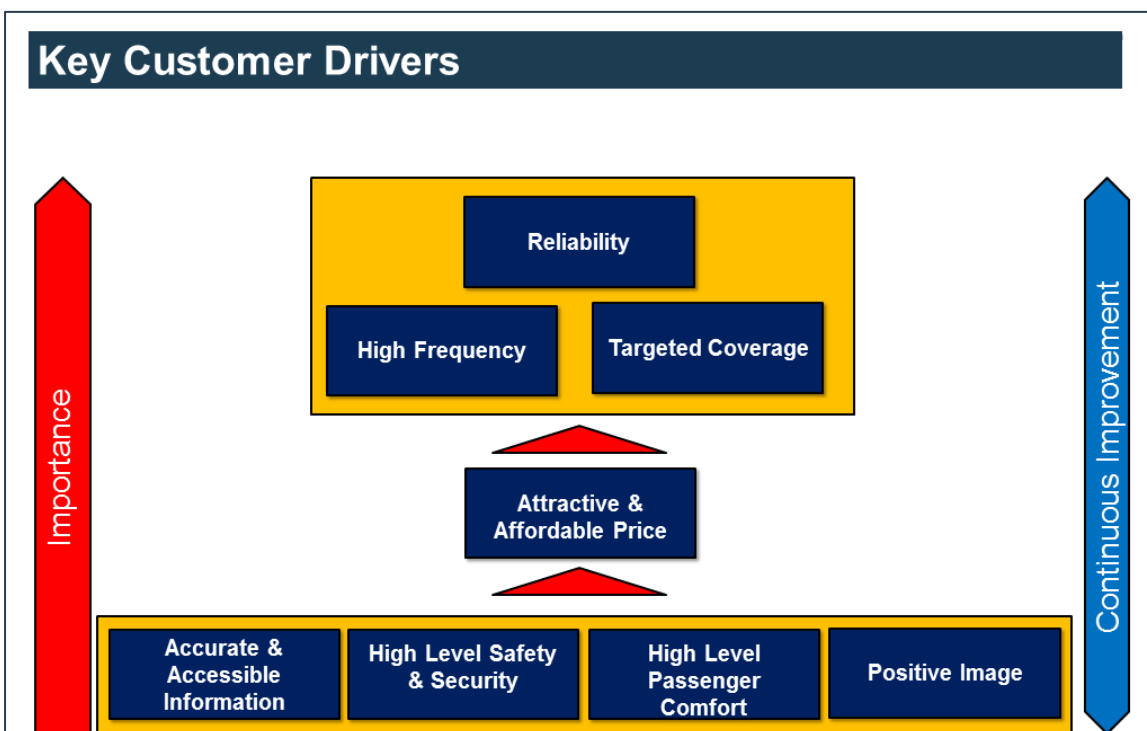 Key Customer Drivers
Importance
Reliability
High Frequency
Targeted Coverage
Attractive &
Affordable Price
Accurate &
Accessible
Information
High Level Safety
& Security
High Level
Passenger
Comfort
Positive Image
Continuous Improvement